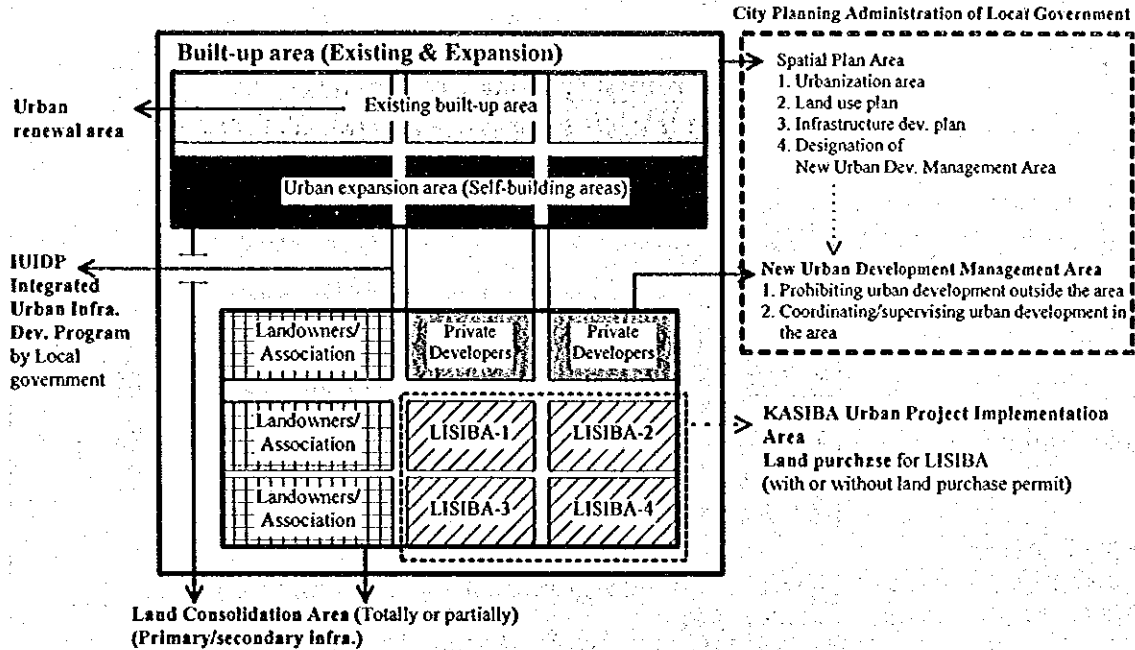 City Planning Administration of Local Government
Built-up area (Existing & Expansion)
Existing built-up area
Urban
renewal area
Urban expansion area (Self-building areas)
Spatial Plan Area
1. Urbanization area
2. Land use plan
3. Infrastructure dev. plan
4. Designation of
New Urban Dev. Management Area
IUIDP
Integrated
Urban Infra.
Dev. Program
by Local
government
New Urban Development Management Area
1. Prohibiting urban development outside the area
2. Coordinating/supervising urban development in
the area
Landowners/
Association
Private
Developers
Private
Developers
Landowners/
Association
LISIBA-1
LISIBA-2
Landowners/
Association
LISIBA-3
LISIBA-4
KASIBA Urban Project Implementation
Area
Land purchase for LISIBA
(with or without land purchase permit)
Land Consolidation Area (Totally or partially)
(Primary/secondary infra.)